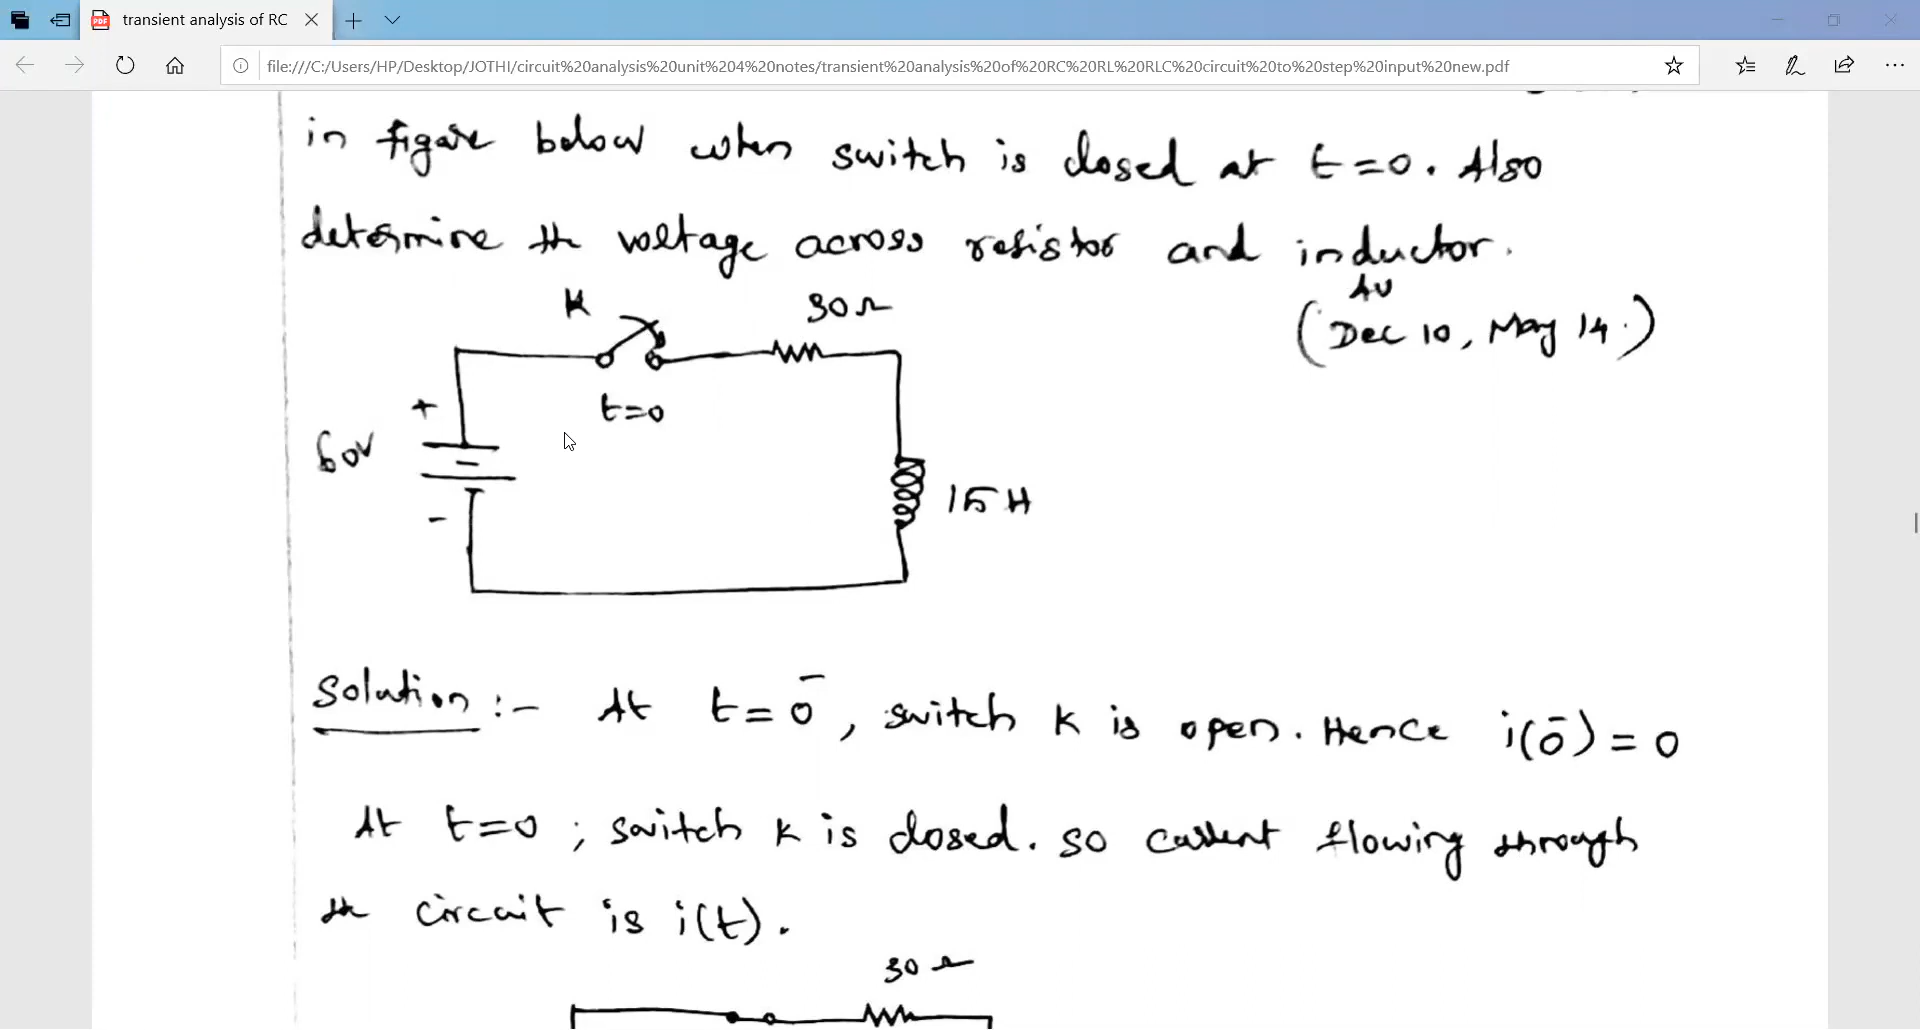 transient analysis of RC
file:///C:/Users/HP/Desktop/JOTHI/circuit%20analysis%20unit%204%20notes/transient%20analysis%20of%20RC%20RL%20RLC%20circuit%20to%20step%20input%20new.pdf
in figure below when switch is closed at t=0. Also
determine the voltage across resistor and inductor.
AU
(Dec 10, May 14.)
K
30Ω
t=0
+
60V
-
15H
Solution :- At t=0⁻, switch K is open. Hence i(0⁻) = 0
At t=0 ; switch K is closed. So current flowing through
the circuit is i(t).
30Ω